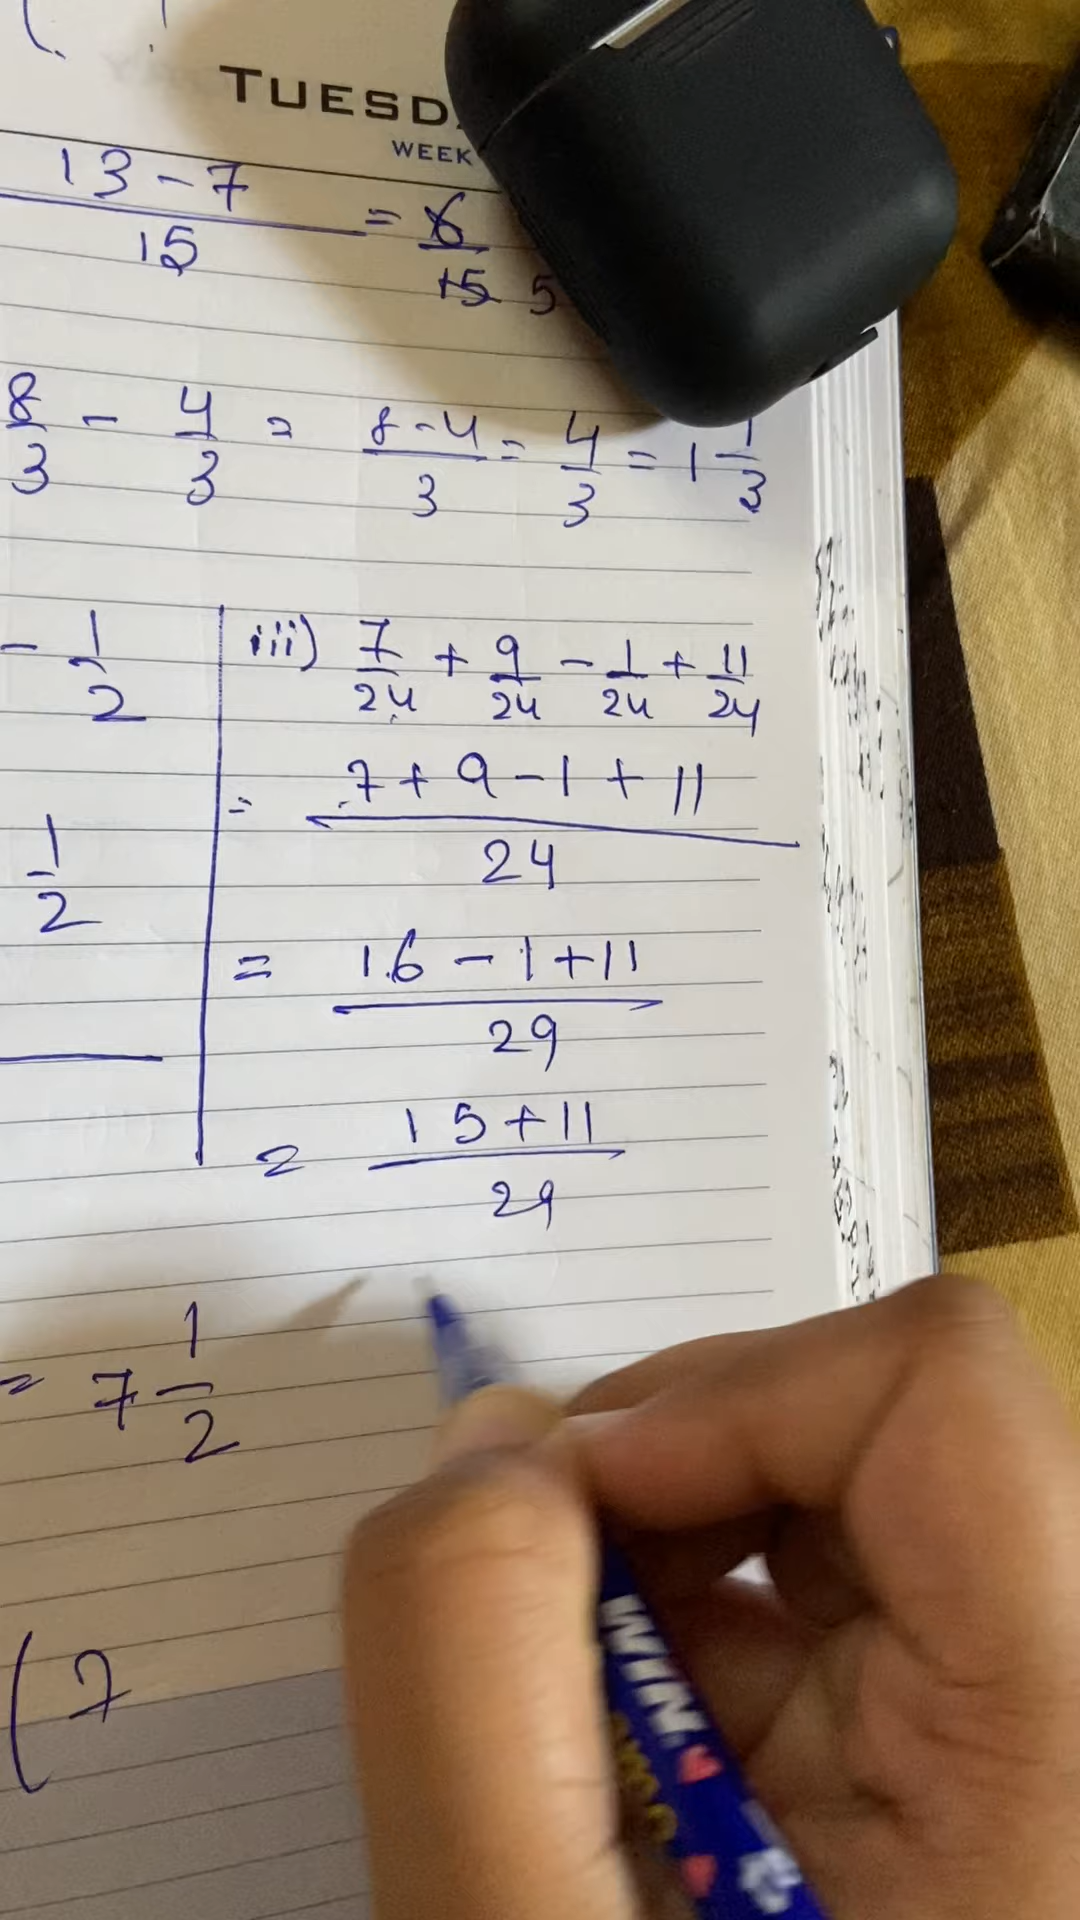 TUESD
WEEK
13 - 7 / 15 = 6 / 15 5
8/3 - 4/3 = 8-4 / 3 = 4/3 = 1 1/3
- 1/2
iii) 7/24 + 9/24 - 1/24 + 11/24
= 7 + 9 - 1 + 11 / 24
1/2
= 16 - 1 + 11 / 29
= 15 + 11 / 29
= 7 1/2
( 7
WIN